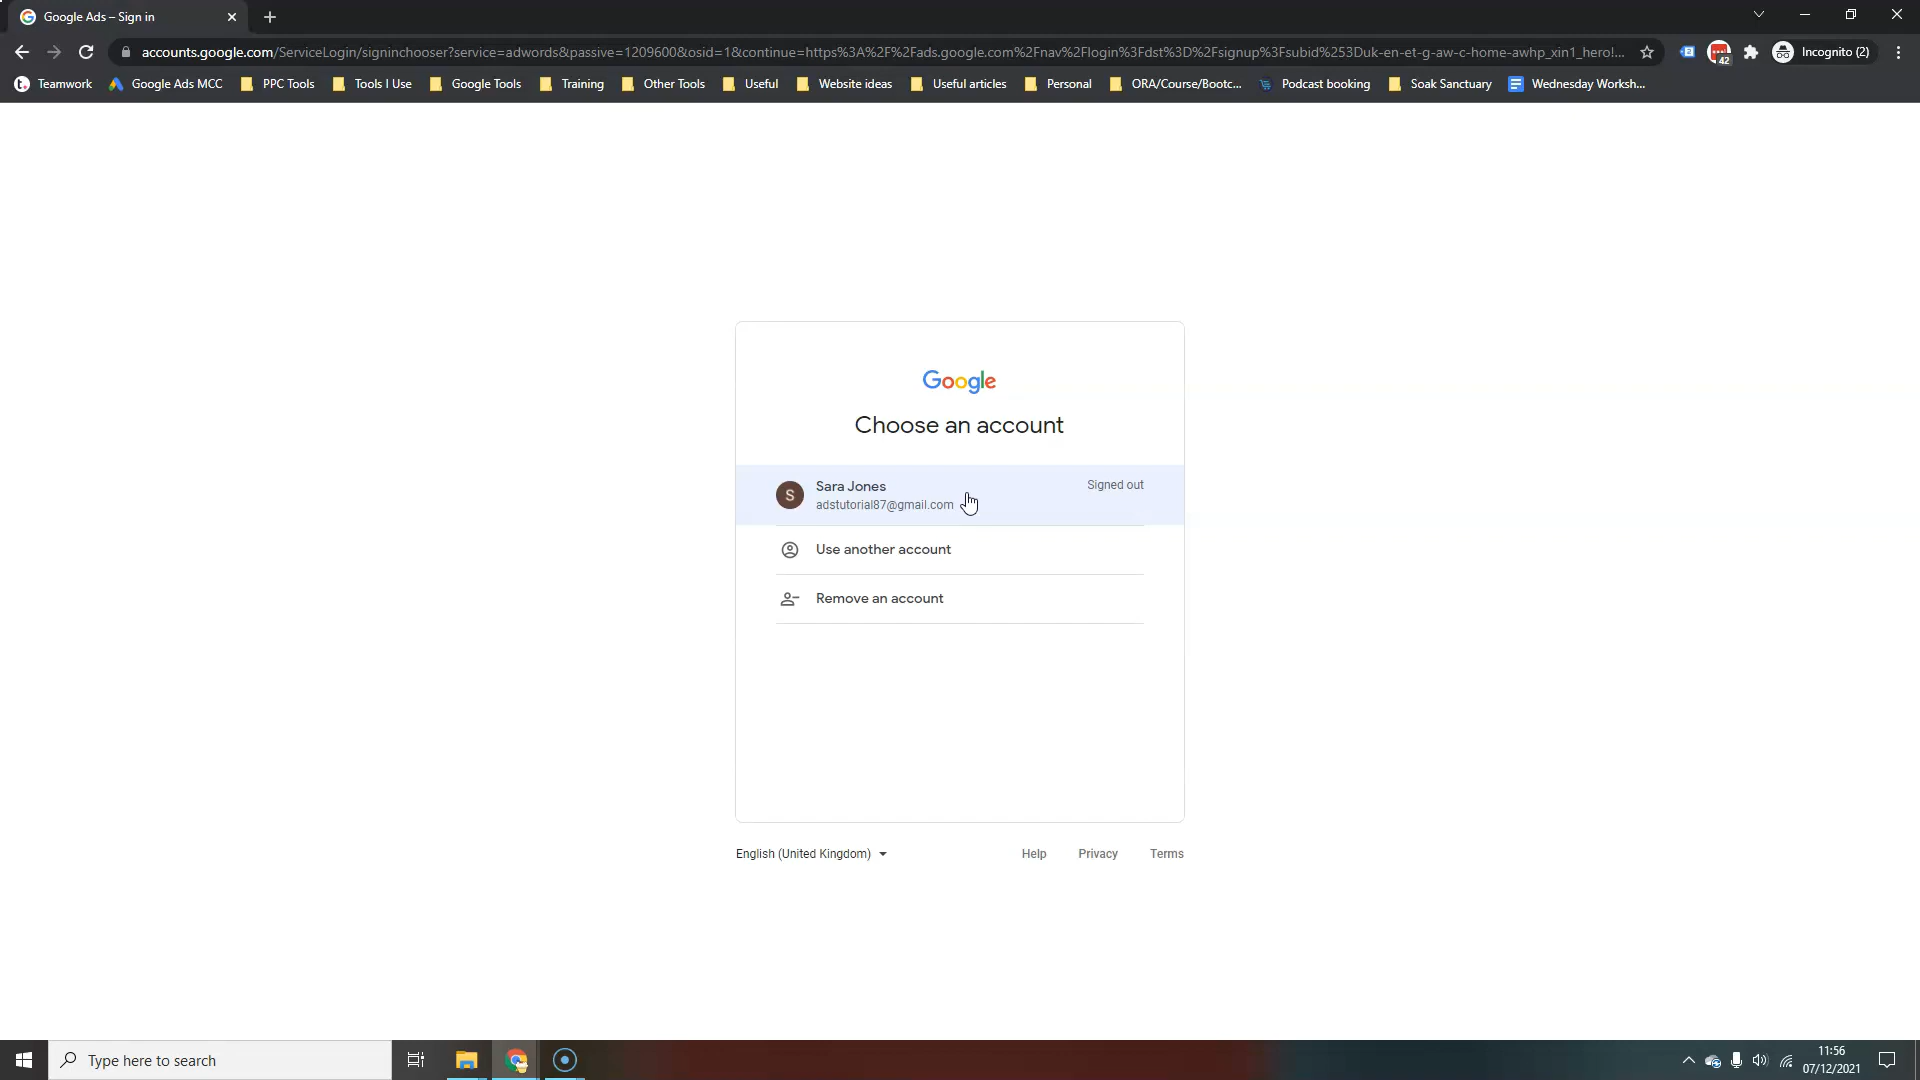 Google Ads – Sign in
accounts.google.com/ServiceLogin/signinchooser?service=adwords&passive=1209600&osid=1&continue=https%3A%2F%2Fads.google.com%2Fnav%2Flogin%3Fdst%3D%2Fsignup%3Fsubid%253Duk-en-et-g-aw-c-home-awhp_xin1_hero!...
42
Incognito (2)
Teamwork
Google Ads MCC
PPC Tools
Tools I Use
Google Tools
Training
Other Tools
Useful
Website ideas
Useful articles
Personal
ORA/Course/Bootc...
Podcast booking
Soak Sanctuary
Wednesday Worksh...
Google
Choose an account
S
Sara Jones
Signed out
adstutorial87@gmail.com
Use another account
Remove an account
English (United Kingdom)
Help
Privacy
Terms
Type here to search
11:56
07/12/2021